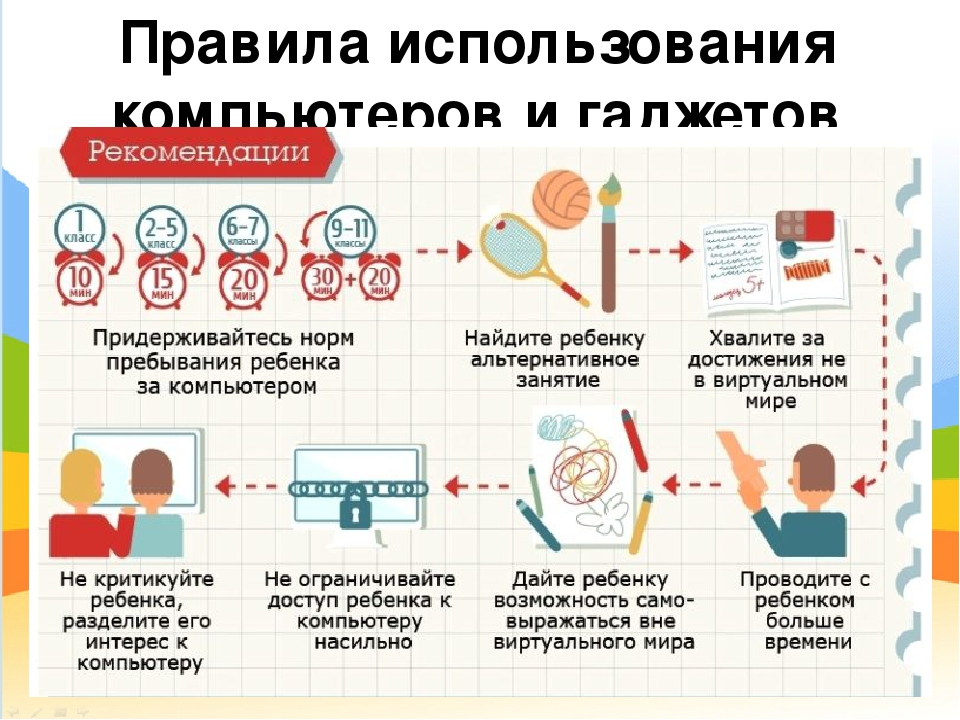 Правила использования
компьютеров и гаджетов
Рекомендации
1
класс
10
мин
2-5
класс
15
мин
6-7
классы
20
мин
9-11
классы
30
мин
+
20
мин
Придерживайтесь норм
пребывания ребенка
за компьютером
Найдите ребенку
альтернативное
занятие
5+
Хвалите за
достижения не
в виртуальном
мире
Не критикуйте
ребенка,
разделите его
интерес к
компьютеру
Не ограничивайте
доступ ребенка к
компьютеру
насильно
Дайте ребенку
возможность само-
выражаться вне
виртуального мира
Проводите с
ребенком
больше
времени